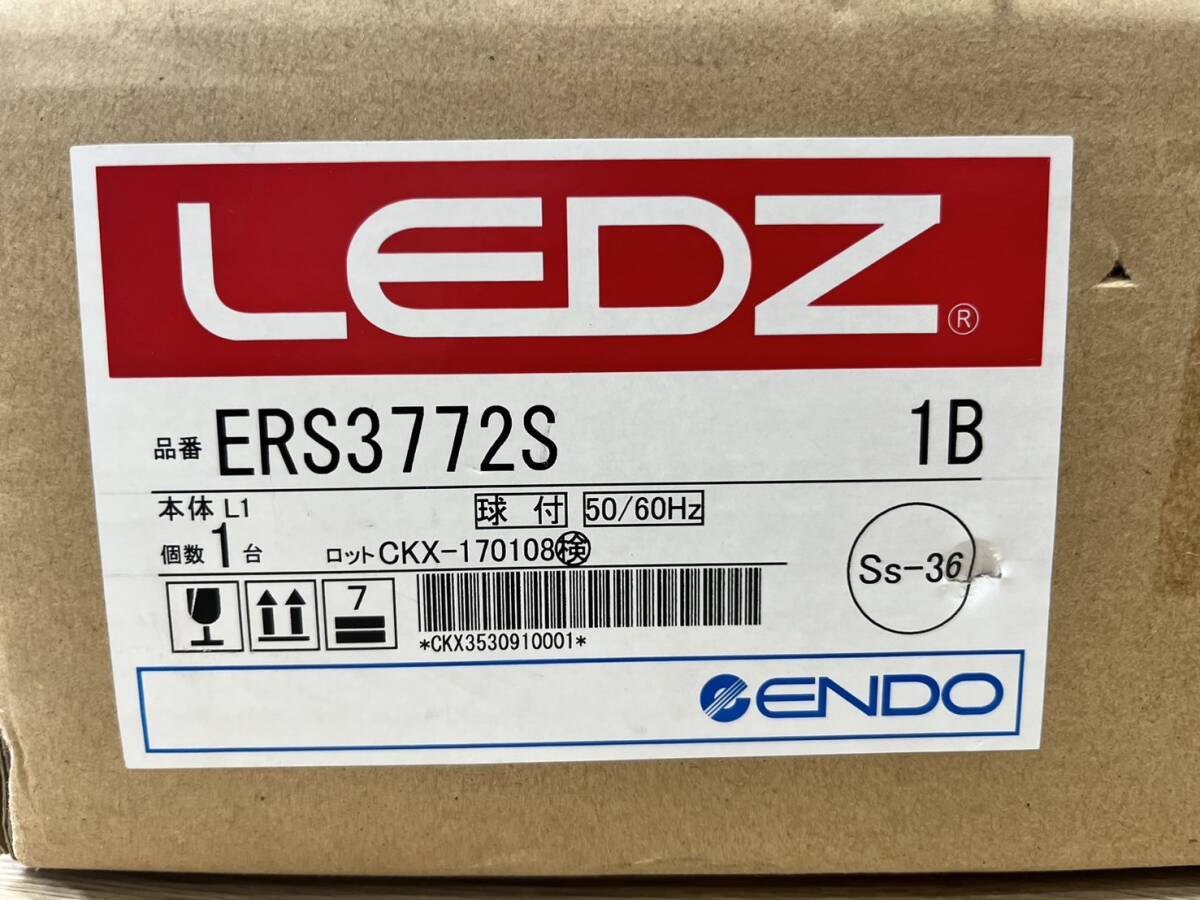 LEDZ®
品番 ERS3772S 1B
本体 L1 球付 50/60Hz
個数 1 台 ロット CKX-170108 検
Ss-36
7
*CKX3530910001*
ENDO